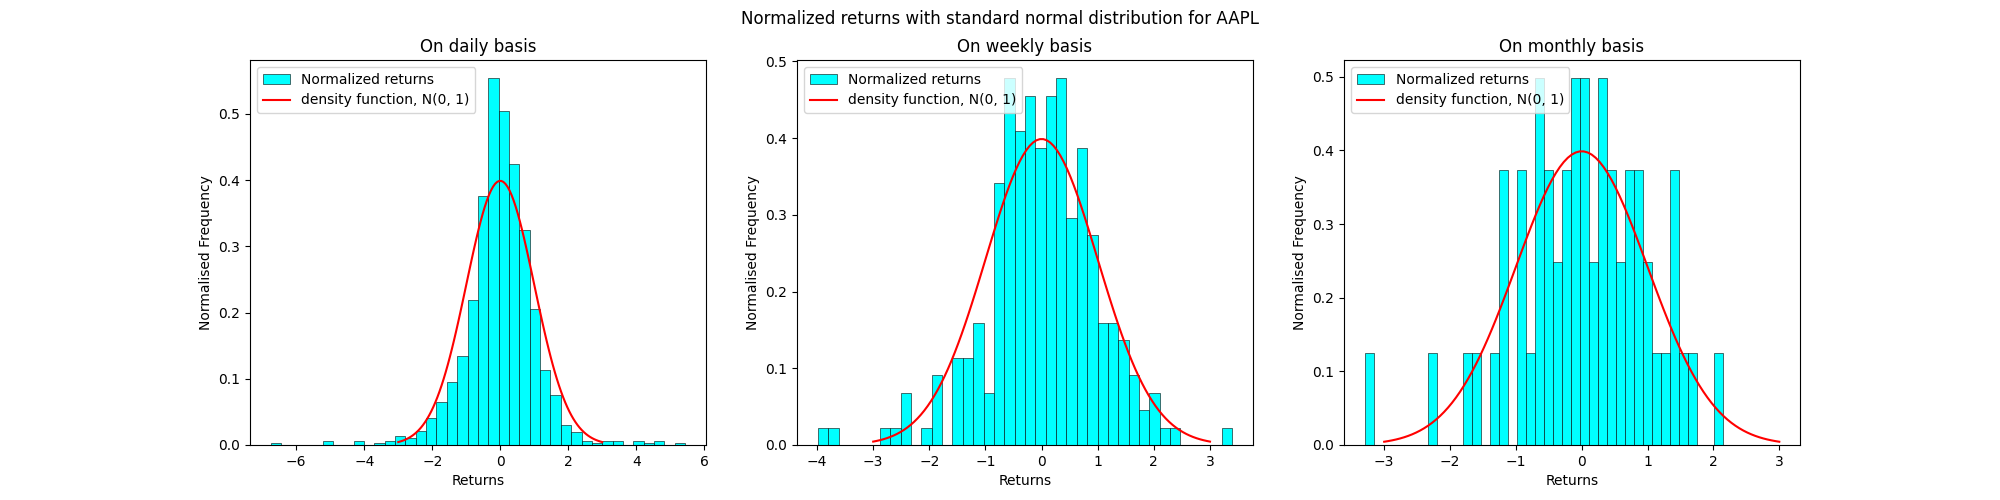 Normalized returns with standard normal distribution for AAPL
On daily basis
Normalized returns
density function, N(0, 1)
Normalised Frequency
0.5
0.4
0.3
0.2
0.1
0.0
−6
−4
−2
0
2
4
6
Returns
On weekly basis
Normalized returns
density function, N(0, 1)
Normalised Frequency
0.5
0.4
0.3
0.2
0.1
0.0
−4
−3
−2
−1
0
1
2
3
Returns
On monthly basis
Normalized returns
density function, N(0, 1)
Normalised Frequency
0.5
0.4
0.3
0.2
0.1
0.0
−3
−2
−1
0
1
2
3
Returns